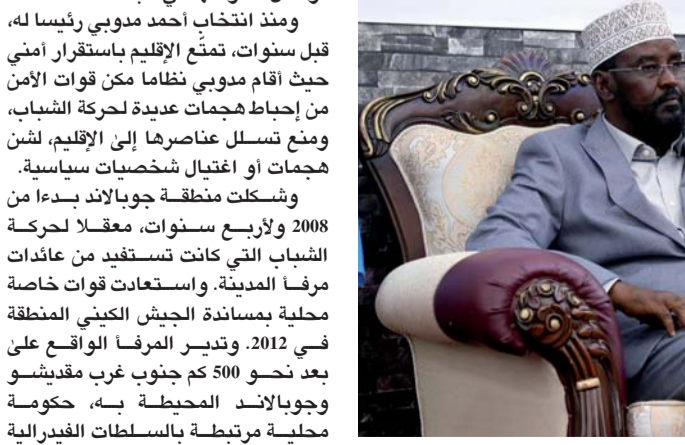 ومنذ انتخاب أحمد مدوبي رئيسا له،
قبل سنوات، تمتّع الإقليم باستقرار أمني
حيث أقام مدوبي نظاما مكن قوات الأمن
من إحباط هجمات عديدة لحركة الشباب،
ومنع تسلل عناصرها إلى الإقليم، لشن
هجمات أو اغتيال شخصيات سياسية.
وشكلت منطقة جوبالاند بدءا من
2008 ولأربع سنوات، معقلا لحركة
الشباب التي كانت تستفيد من عائدات
مرفأ المدينة. واستعادت قوات خاصة
محلية بمساندة الجيش الكيني المنطقة
في 2012. وتدير المرفأ الواقع على
بعد نحو 500 كم جنوب غرب مقديشو
وجوبالاند المحيطة به، حكومة
محلية مرتبطة بالسلطات الفيدرالية